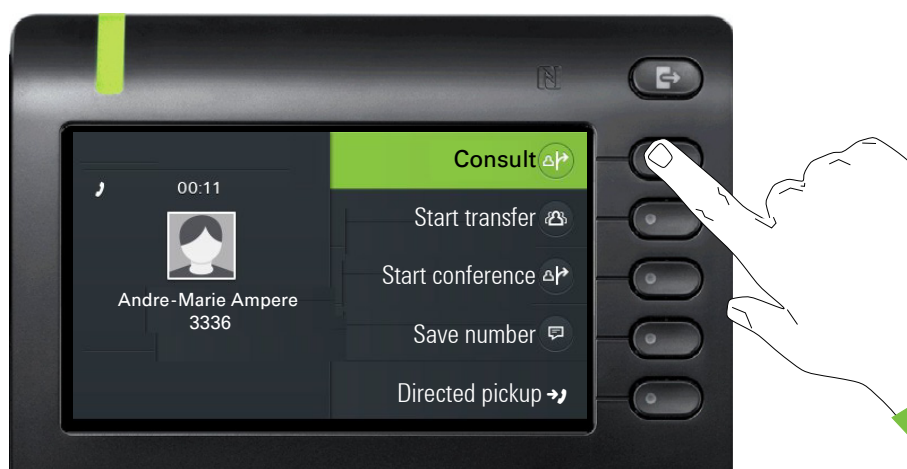 00:11
Andre-Marie Ampere
3336
Consult
Start transfer
Start conference
Save number
Directed pickup